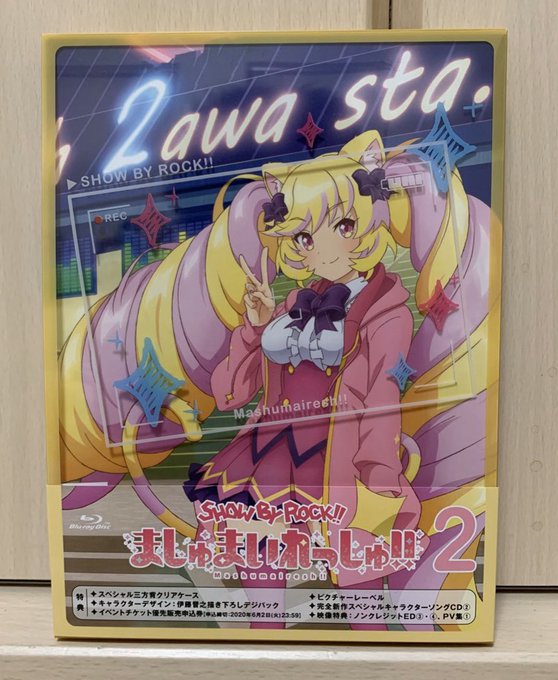 h 2awa sta.
▶SHOW BY ROCK!!
REC
Mashumairesh!!
Blu-ray Disc
SHOW BY ROCK!!
ましゅまいれっしゅ!!
Mashumairesh!!
2
特典
✦スペシャル三方背クリアケース
✦キャラクターデザイン:伊藤晋之描き下ろしデジパック
✦イベントチケット優先販売申込券(申込締切:2020年6月2日(火)23:59)
✦ピクチャーレーベル
✦完全新作スペシャルキャラクターソングCD②
✦映像特典:ノンクレジットED③・④、PV集①